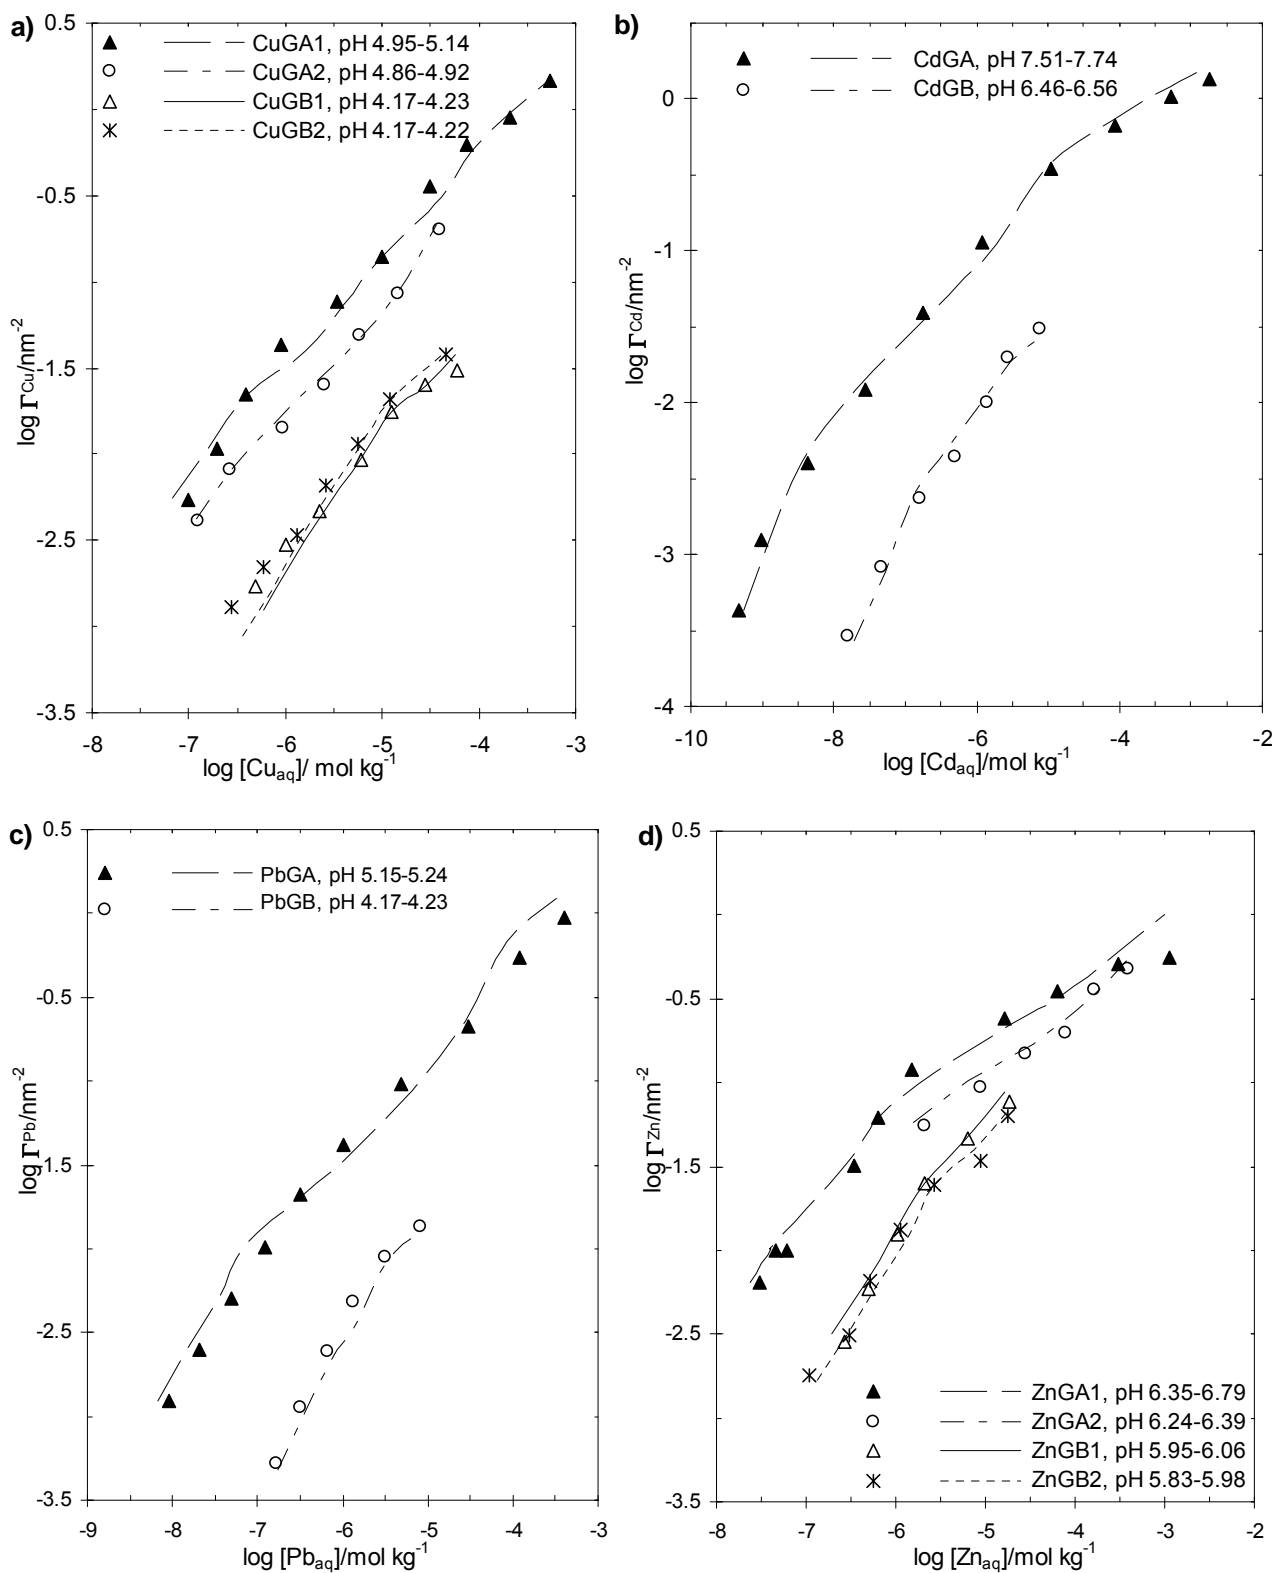 a)
0.5
-0.5
-1.5
-2.5
-3.5
log ΓCu/nm-2
CuGA1, pH 4.95-5.14
CuGA2, pH 4.86-4.92
CuGB1, pH 4.17-4.23
CuGB2, pH 4.17-4.22
-8 -7 -6 -5 -4 -3
log [Cuaq]/ mol kg-1
b)
0
-1
-2
-3
-4
log ΓCd/nm-2
CdGA, pH 7.51-7.74
CdGB, pH 6.46-6.56
-10 -8 -6 -4 -2
log [Cdaq]/mol kg-1
c)
0.5
-0.5
-1.5
-2.5
-3.5
log ΓPb/nm-2
PbGA, pH 5.15-5.24
PbGB, pH 4.17-4.23
-9 -8 -7 -6 -5 -4 -3
log [Pbaq]/mol kg-1
d)
0.5
-0.5
-1.5
-2.5
-3.5
log ΓZn/nm-2
ZnGA1, pH 6.35-6.79
ZnGA2, pH 6.24-6.39
ZnGB1, pH 5.95-6.06
ZnGB2, pH 5.83-5.98
-8 -7 -6 -5 -4 -3 -2
log [Znaq]/mol kg-1